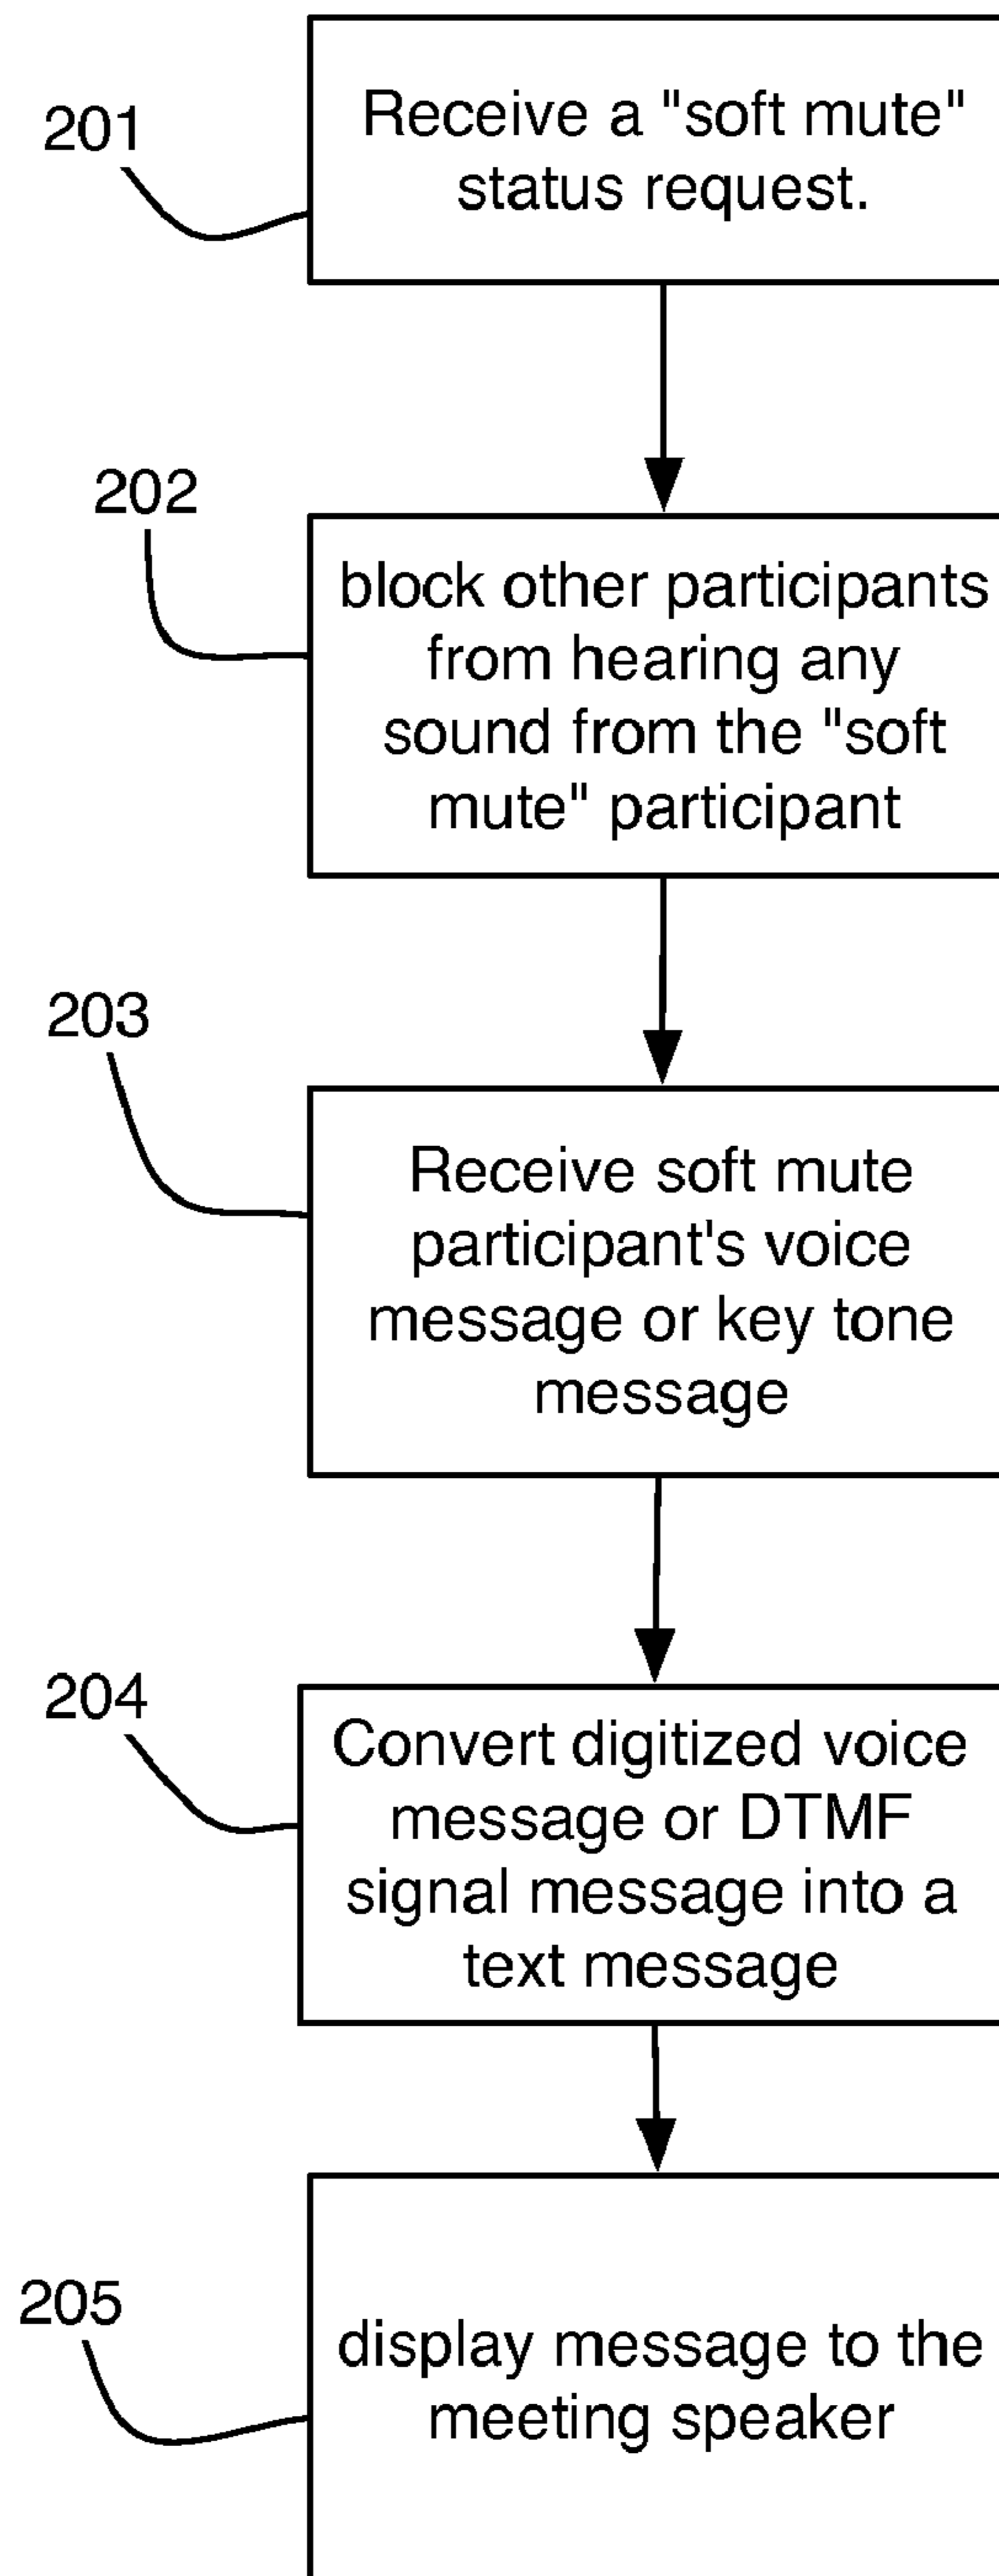 201
Receive a "soft mute"
status request.
202
block other participants
from hearing any
sound from the "soft
mute" participant
203
Receive soft mute
participant's voice
message or key tone
message
204
Convert digitized voice
message or DTMF
signal message into a
text message
205
display message to the
meeting speaker